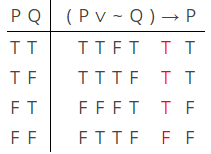 P Q ( P ∨ ~ Q ) → P
T T T T F T T T
T F T T T F T T
F T F F F T T F
F F F T T F F F